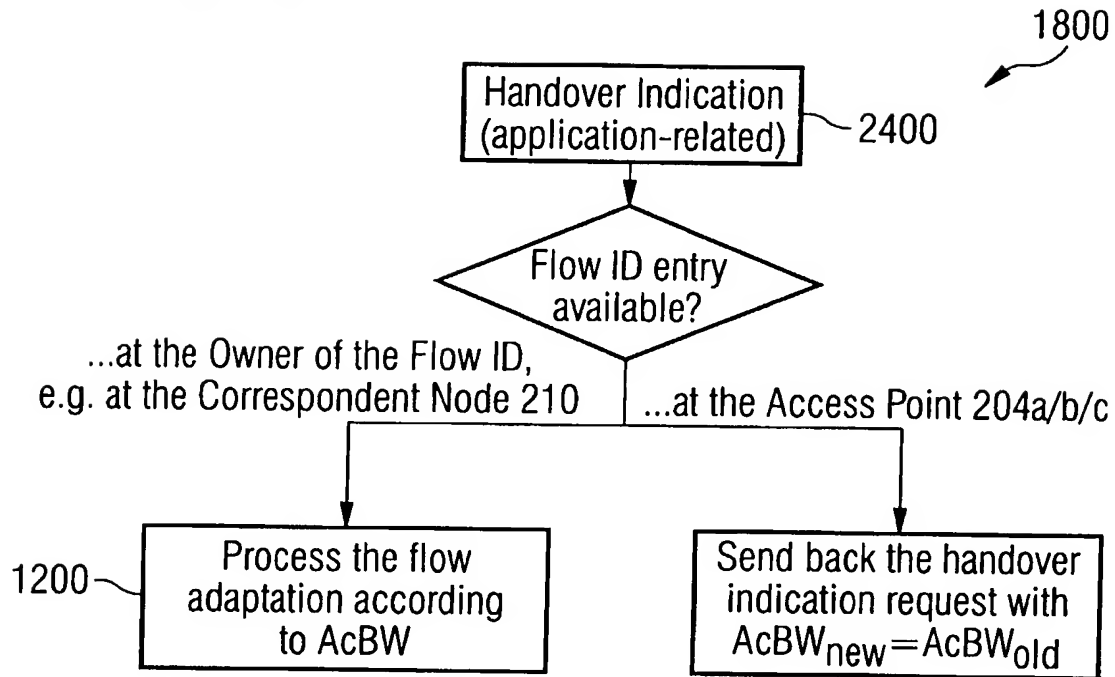 1800
Handover Indication
(application-related)
2400
Flow ID entry
available?
...at the Owner of the Flow ID,
e.g. at the Correspondent Node 210
...at the Access Point 204a/b/c
1200
Process the flow
adaptation according
to AcBW
Send back the handover
indication request with
AcBWnew=AcBWold